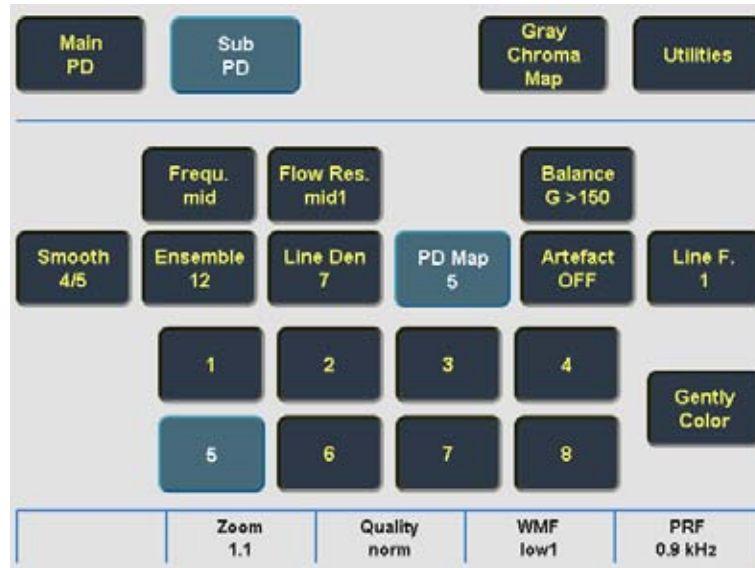 Main
PD
Sub
PD
Gray
Chroma
Map
Utilities
Frequ.
mid
Flow Res.
mid1
Balance
G >150
Smooth
4/5
Ensemble
12
Line Den
7
PD Map
5
Artefact
OFF
Line F.
1
1
2
3
4
Gently
Color
5
6
7
8
Zoom
1.1
Quality
norm
WMF
low1
PRF
0.9 kHz